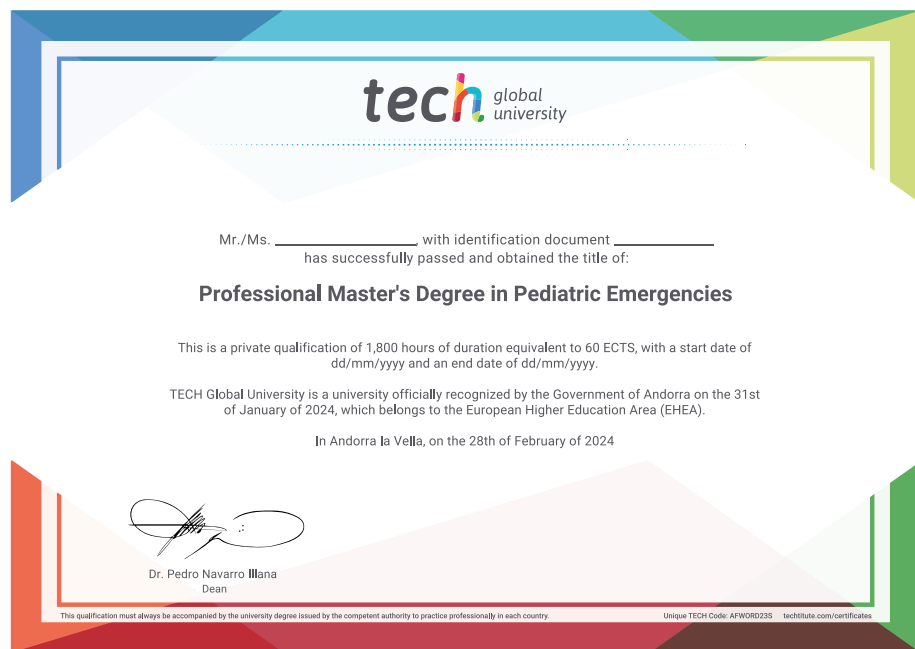 tech global
university
Mr./Ms. ____________________, with identification document ______________
has successfully passed and obtained the title of:
Professional Master's Degree in Pediatric Emergencies
This is a private qualification of 1,800 hours of duration equivalent to 60 ECTS, with a start date of
dd/mm/yyyy and an end date of dd/mm/yyyy.
TECH Global University is a university officially recognized by the Government of Andorra on the 31st
of January of 2024, which belongs to the European Higher Education Area (EHEA).
In Andorra la Vella, on the 28th of February of 2024
Dr. Pedro Navarro Illana
Dean
This qualification must always be accompanied by the university degree issued by the competent authority to practice professionally in each country.
Unique TECH Code: AFWORD23S techtitute.com/certificates